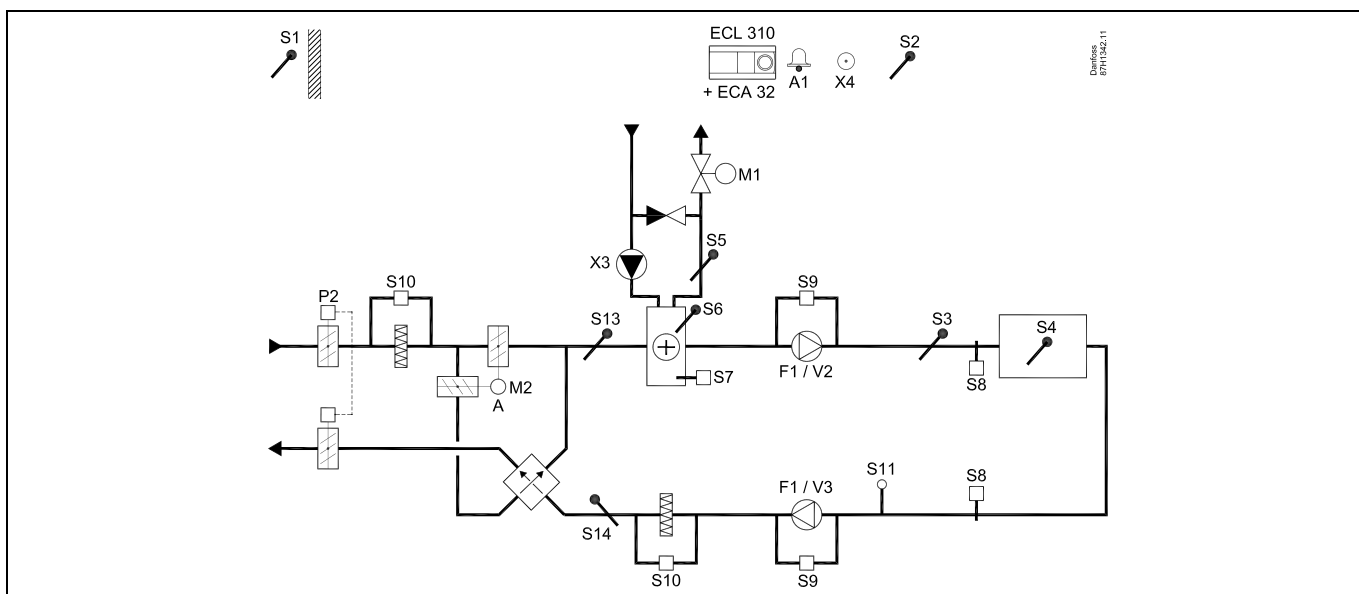 S1
ECL 310
S2
Danfoss
87H1342.11
A1
X4
+ ECA 32
M1
S5
X3
S10
S9
P2
S6
S13
S3
S4
F1 / V2
S7
S8
M2
A
S11
S8
F1 / V3
S14
S10
S9